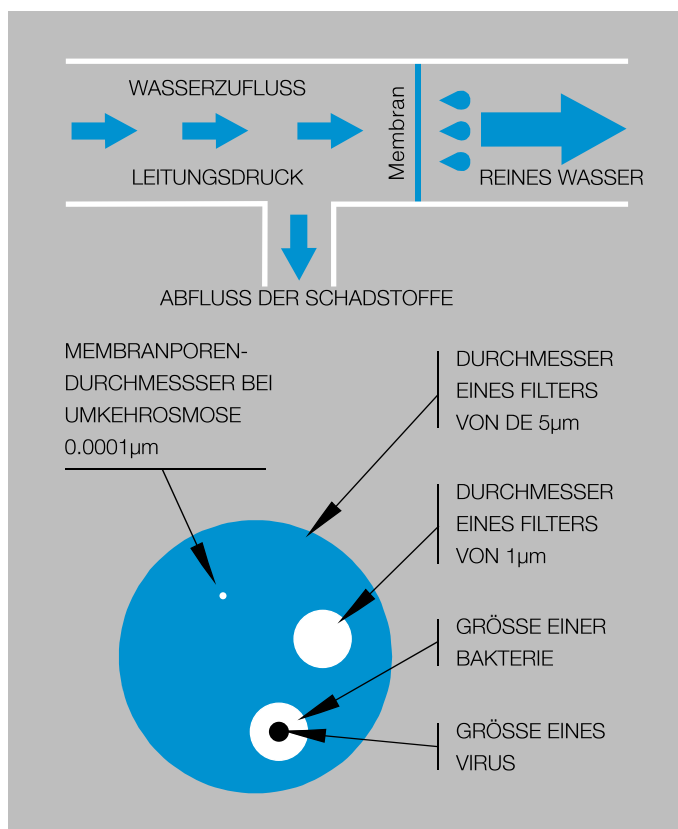 WASSERZUFLUSS
LEITUNGSDRUCK
Membran
REINES WASSER
ABFLUSS DER SCHADSTOFFE
MEMBRANPOREN-
DURCHMESSSER BEI
UMKEHROSMOSE
0.0001µm
DURCHMESSER
EINES FILTERS
VON DE 5µm
DURCHMESSER
EINES FILTERS
VON 1µm
GRÖSSE EINER
BAKTERIE
GRÖSSE EINES
VIRUS